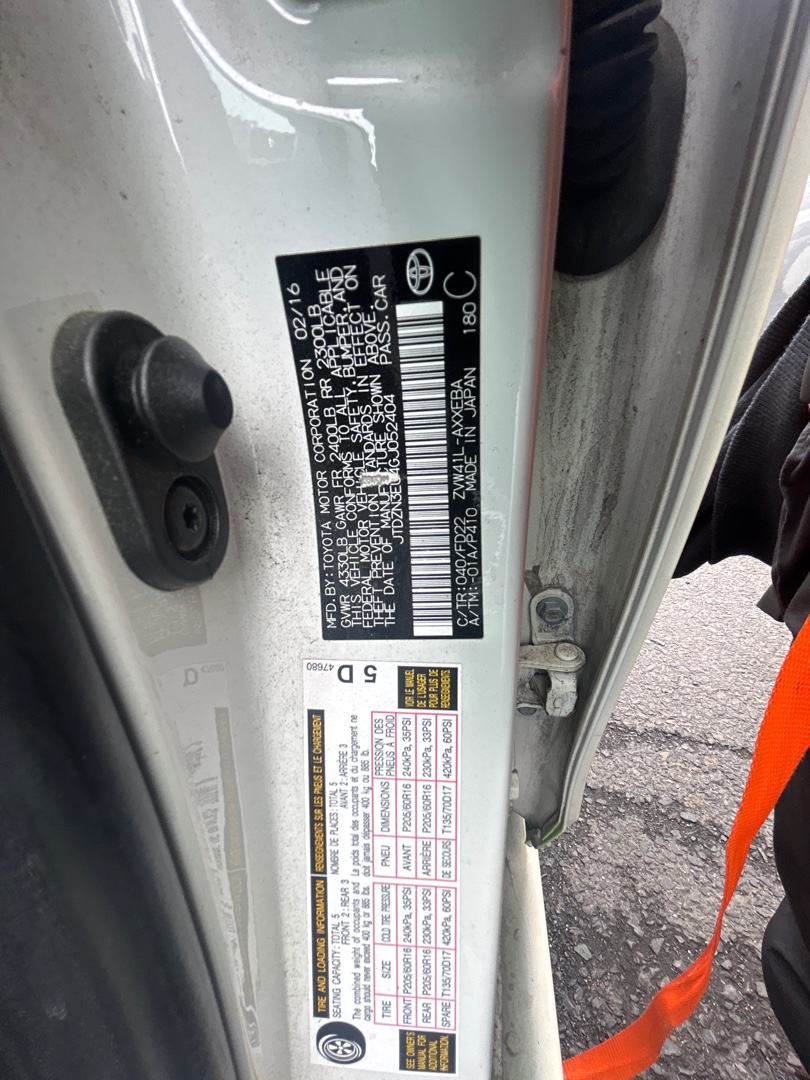 MFD. BY: TOYOTA MOTOR CORPORATION 02/16
GVWR 4330LB GAWR FR 2400LB RR 2300LB
THIS VEHICLE CONFORMS TO ALL APPLICABLE
FEDERAL MOTOR VEHICLE SAFETY, BUMPER, AND
THEFT PREVENTION STANDARDS IN EFFECT ON
THE DATE OF MANUFACTURE SHOWN ABOVE.
PASS. CAR
C/TR: 040/FD22 ZVW41L-AXXEBA
A/TM: -01A/P410 MADE IN JAPAN 180 C
TIRE AND LOADING INFORMATION RENSEIGNEMENTS SUR LES PNEUS ET LE CHARGEMENT
SEATING CAPACITY : TOTAL 5 NOMBRE DE PLACES : TOTAL 5
FRONT 2 : REAR 3 AVANT 2 : ARRIÈRE 3
The combined weight of occupants and La poids total des occupants et du chargement ne
cargo should never exceed 400 kg or 885 lbs. doit jamais dépasser 400 kg ou 885 lb.
47680
5 D
TIRE SIZE COLD TIRE PRESSURE PNEU DIMENSIONS PRESSION DES PNEUS À FROID
FRONT P205/60R16 240kPa, 35PSI AVANT P205/60R16 240kPa, 35PSI
REAR P205/60R16 230kPa, 33PSI ARRIÈRE P205/60R16 230kPa, 33PSI
SPARE T135/70D17 420kPa, 60PSI DE SECOURS T135/70D17 420kPa, 60PSI
SEE OWNER'S
MANUAL FOR
ADDITIONAL
INFORMATION.
VOIR LE MANUEL
DE L'USAGER
POUR PLUS DE
RENSEIGNEMENTS